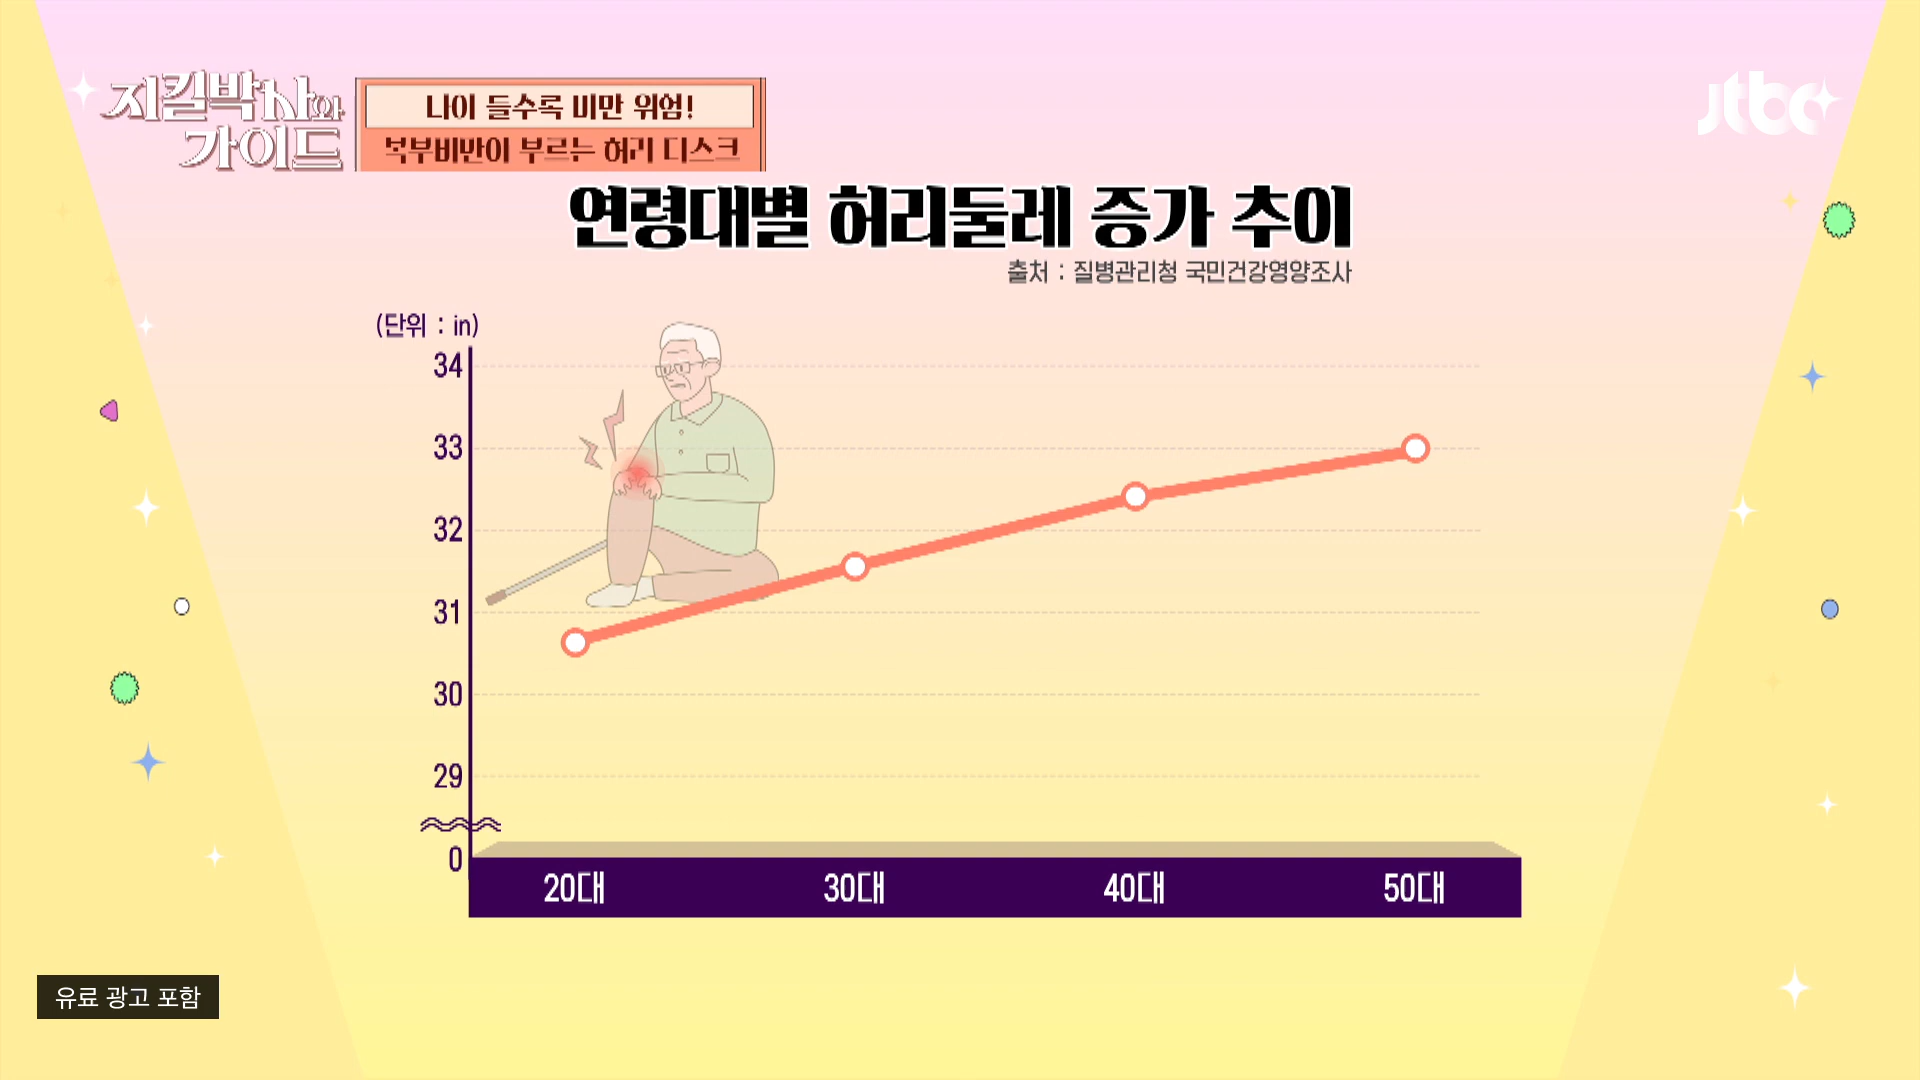 지킬박사와
가이드
나이 들수록 비만 위험!
복부비만이 부르는 허리 디스크
jtbc
연령대별 허리둘레 증가 추이
출처 : 질병관리청 국민건강영양조사
(단위 : in)
34
33
32
31
30
29
0
20대 30대 40대 50대
유료 광고 포함